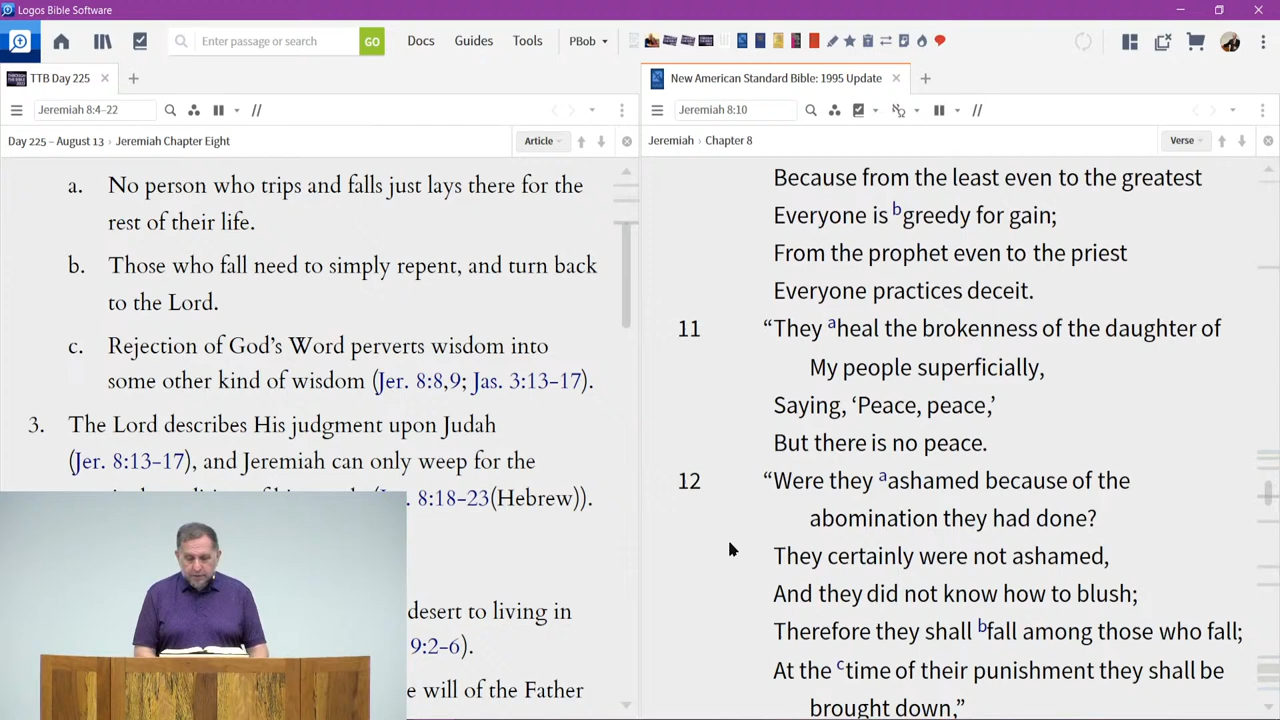 Logos Bible Software
Enter passage or search
GO
Docs
Guides
Tools
PBob
TTB Day 225
Jeremiah 8:4–22
Day 225 – August 13 › Jeremiah Chapter Eight
Article
a. No person who trips and falls just lays there for the
rest of their life.
b. Those who fall need to simply repent, and turn back
to the Lord.
c. Rejection of God’s Word perverts wisdom into
some other kind of wisdom (Jer. 8:8,9; Jas. 3:13–17).
3. The Lord describes His judgment upon Judah
(Jer. 8:13–17), and Jeremiah can only weep for the
8:18–23(Hebrew)).
desert to living in
9:2–6).
e will of the Father
New American Standard Bible: 1995 Update
Jeremiah 8:10
Jeremiah › Chapter 8
Verse
Because from the least even to the greatest
Everyone is bgreedy for gain;
From the prophet even to the priest
Everyone practices deceit.
11 “They aheal the brokenness of the daughter of
My people superficially,
Saying, ‘Peace, peace,’
But there is no peace.
12 “Were they aashamed because of the
abomination they had done?
They certainly were not ashamed,
And they did not know how to blush;
Therefore they shall bfall among those who fall;
At the ctime of their punishment they shall be
brought down,”